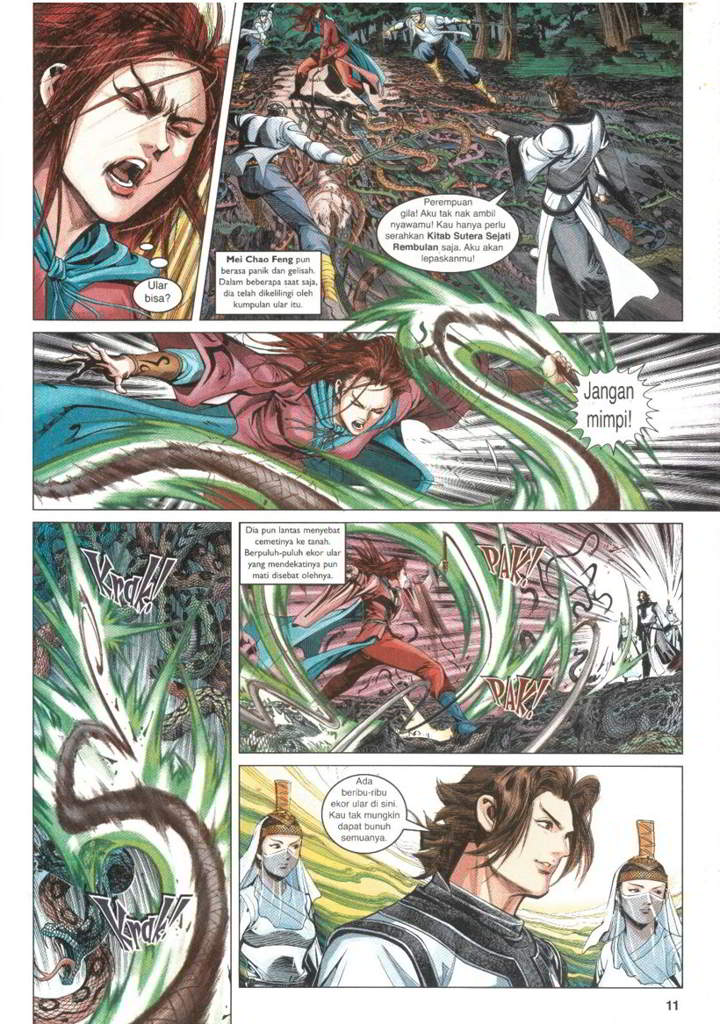 Ular
bisa?
Mei Chao Feng pun
berasa panik dan gelisah.
Dalam beberapa saat saja,
dia telah dikelilingi oleh
kumpulan ular itu.
Perempuan
gila! Aku tak nak ambil
nyawamu! Kau hanya perlu
serahkan Kitab Sutera Sejati
Rembulan saja. Aku akan
lepaskanmu!
Jangan
mimpi!
Krak!
Krak!
Dia pun lantas menyebat
cemetinya ke tanah.
Berpuluh-puluh ekor ular
yang mendekatinya pun
mati disebat olehnya.
PAK!
PAK!
Ada
beribu-ribu
ekor ular di sini.
Kau tak mungkin
dapat bunuh
semuanya.
11